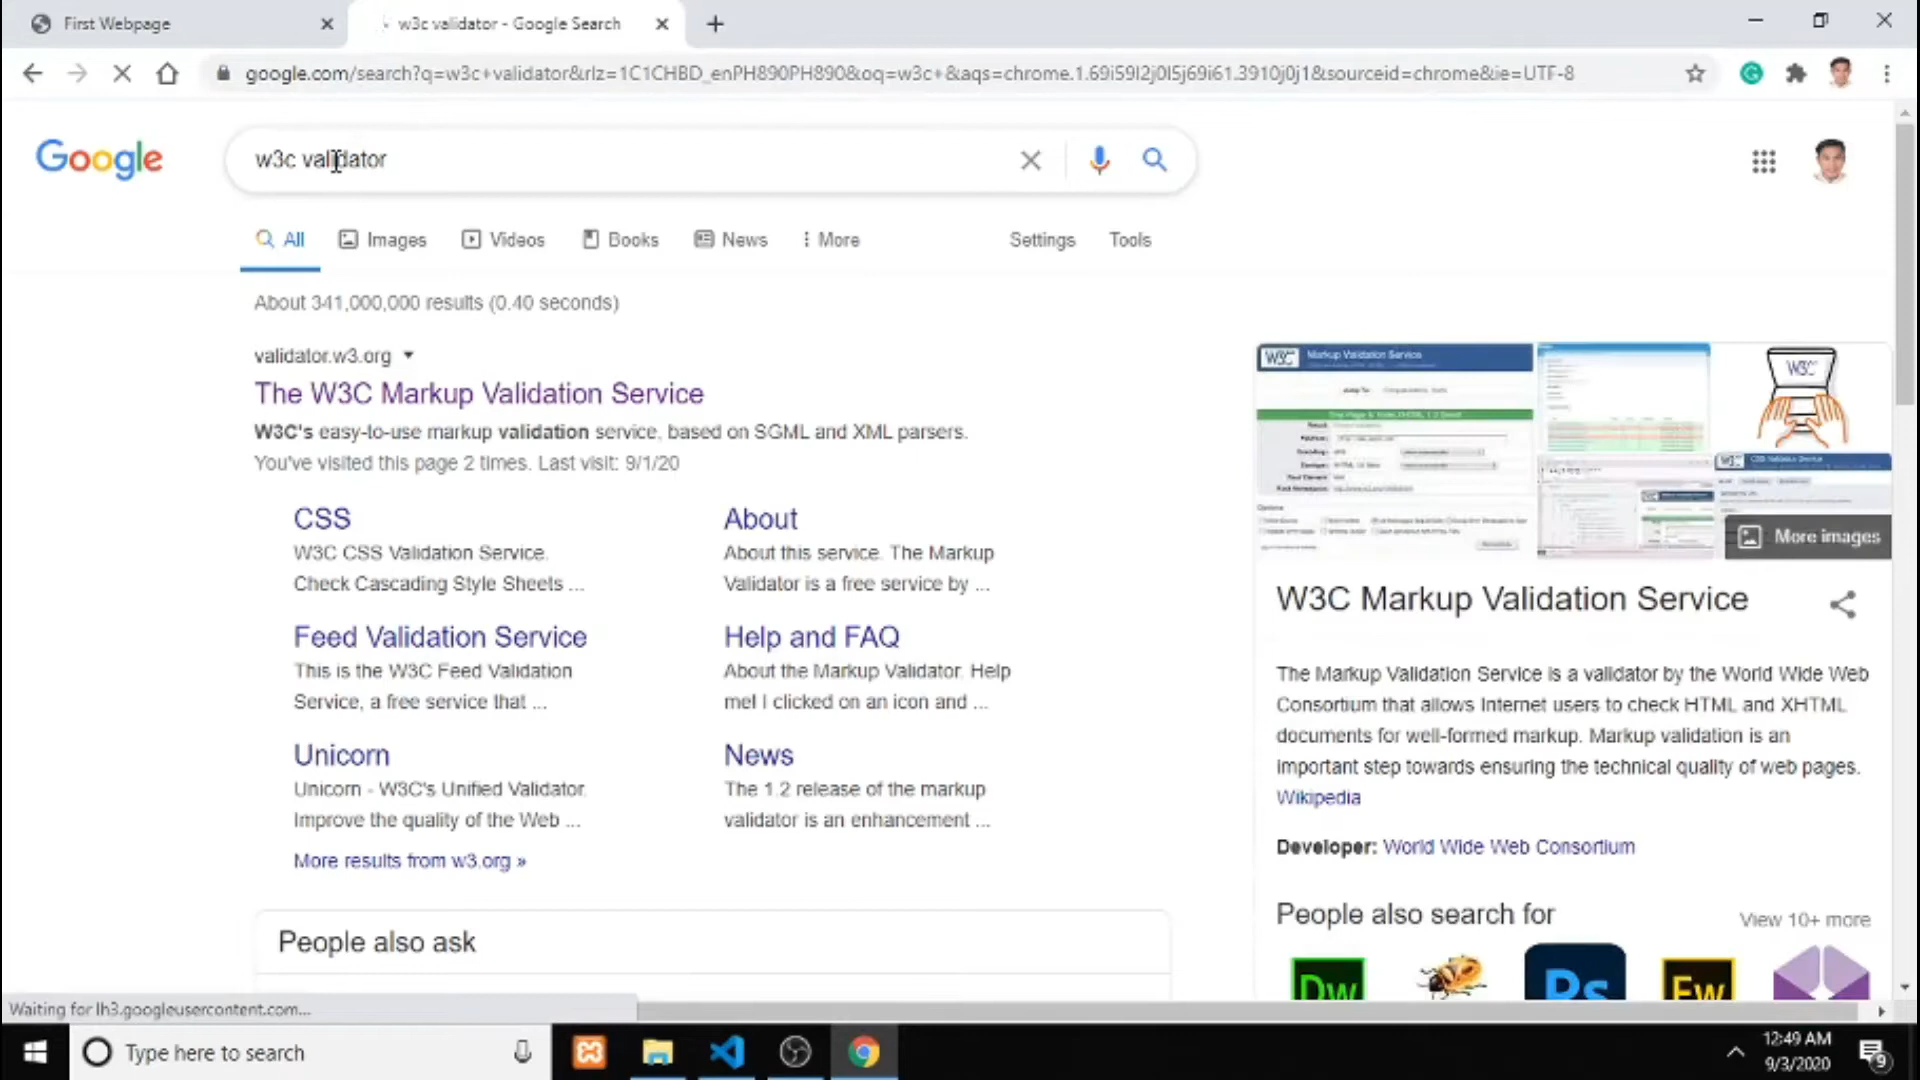 First Webpage
w3c validator - Google Search
google.com/search?q=w3c+validator&rlz=1C1CHBD_enPH890PH890&oq=w3c+&aqs=chrome.1.69i59l2j0l5j69i61.3910j0j1&sourceid=chrome&ie=UTF-8
Google
w3c validator
All Images Videos Books News More Settings Tools
About 341,000,000 results (0.40 seconds)
validator.w3.org
The W3C Markup Validation Service
W3C's easy-to-use markup validation service, based on SGML and XML parsers.
You've visited this page 2 times. Last visit: 9/1/20
CSS
W3C CSS Validation Service.
Check Cascading Style Sheets ...
About
About this service. The Markup
Validator is a free service by ...
Feed Validation Service
This is the W3C Feed Validation
Service, a free service that ...
Help and FAQ
About the Markup Validator. Help
me! I clicked on an icon and ...
Unicorn
Unicorn - W3C's Unified Validator.
Improve the quality of the Web ...
News
The 1.2 release of the markup
validator is an enhancement ...
More results from w3.org »
People also ask
W3C Markup Validation Service
W3C
W3C
More images
W3C Markup Validation Service
The Markup Validation Service is a validator by the World Wide Web
Consortium that allows Internet users to check HTML and XHTML
documents for well-formed markup. Markup validation is an
important step towards ensuring the technical quality of web pages.
Wikipedia
Developer: World Wide Web Consortium
People also search for
View 10+ more
Dw
Ps
Fw
Waiting for lh3.googleusercontent.com...
Type here to search
12:49 AM
9/3/2020
9